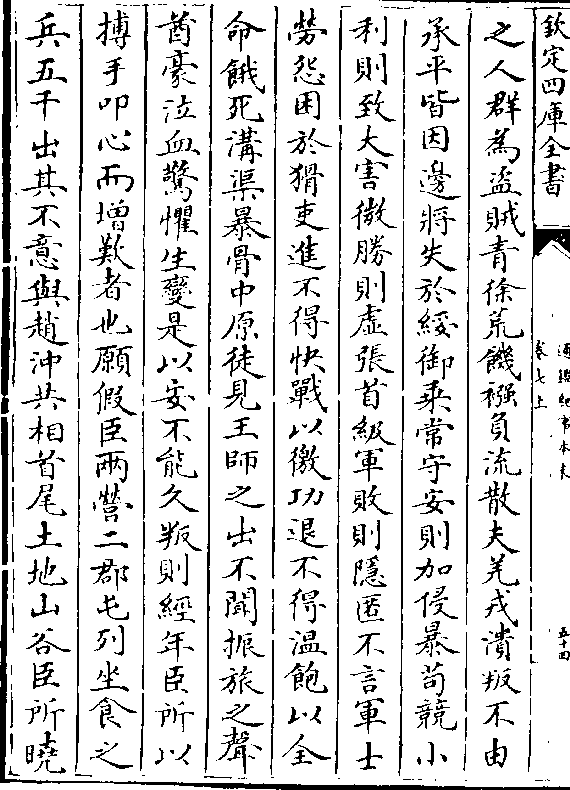 欽定四庫全書
通鑑紀事本末
卷七上
五十四
之人群為盜賊青徐荒饑襁負流散夫羌戎潰叛不由
承平皆因邊將失於綏御乗常守安則加侵暴苟競小
利則致大害微勝則虛張首級軍敗則隱匿不言軍士
勞怨困於猾吏進不得快戰以徼功退不得溫飽以全
命餓死溝渠暴骨中原徒見王師之出不聞振旅之聲
酋豪泣血驚懼生變是以安不能久叛則經年臣所以
搏手叩心而增歎者也願假臣兩營二郡屯列坐食之
兵五千出其不意與趙沖共相首尾土地山谷臣所曉